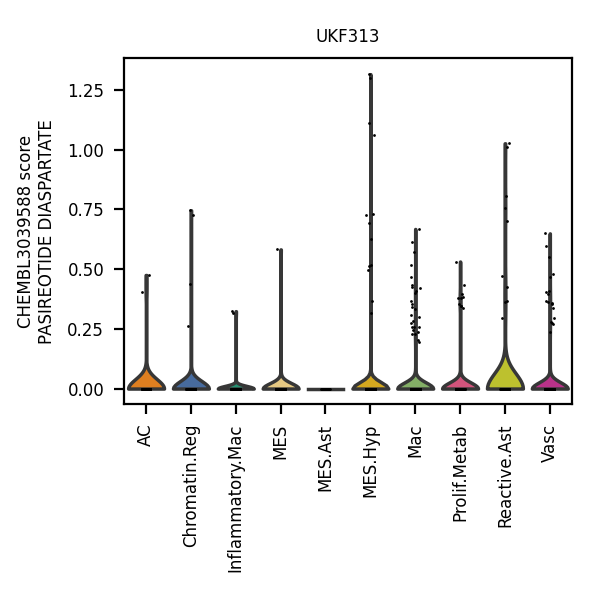 UKF313
CHEMBL3039588 score
PASIREOTIDE DIASPARTATE
1.25
1.00
0.75
0.50
0.25
0.00
AC
Chromatin.Reg
Inflammatory.Mac
MES
MES.Ast
MES.Hyp
Mac
Prolif.Metab
Reactive.Ast
Vasc